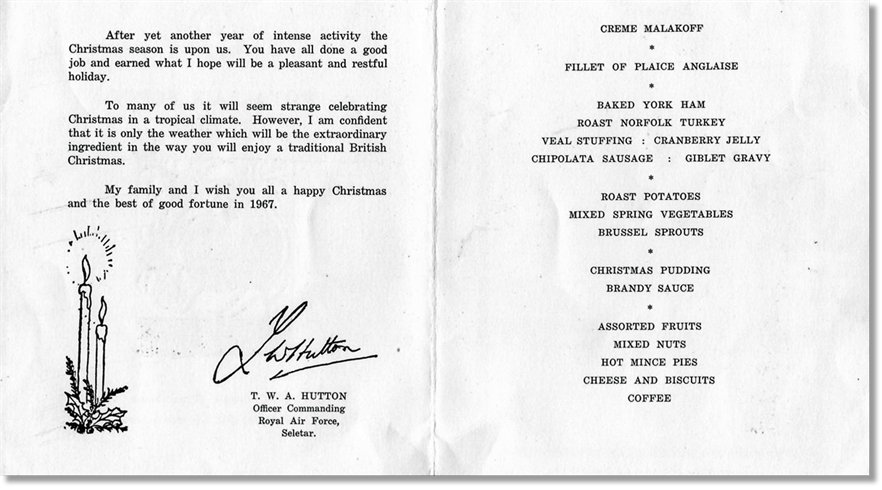 After yet another year of intense activity the
Christmas season is upon us. You have all done a good
job and earned what I hope will be a pleasant and restful
holiday.
To many of us it will seem strange celebrating
Christmas in a tropical climate. However, I am confident
that it is only the weather which will be the extraordinary
ingredient in the way you will enjoy a traditional British
Christmas.
My family and I wish you all a happy Christmas
and the best of good fortune in 1967.
T W Hutton
T. W. A. HUTTON
Officer Commanding
Royal Air Force,
Seletar.
CREME MALAKOFF
*
FILLET OF PLAICE ANGLAISE
*
BAKED YORK HAM
ROAST NORFOLK TURKEY
VEAL STUFFING : CRANBERRY JELLY
CHIPOLATA SAUSAGE : GIBLET GRAVY
*
ROAST POTATOES
MIXED SPRING VEGETABLES
BRUSSEL SPROUTS
*
CHRISTMAS PUDDING
BRANDY SAUCE
*
ASSORTED FRUITS
MIXED NUTS
HOT MINCE PIES
CHEESE AND BISCUITS
COFFEE